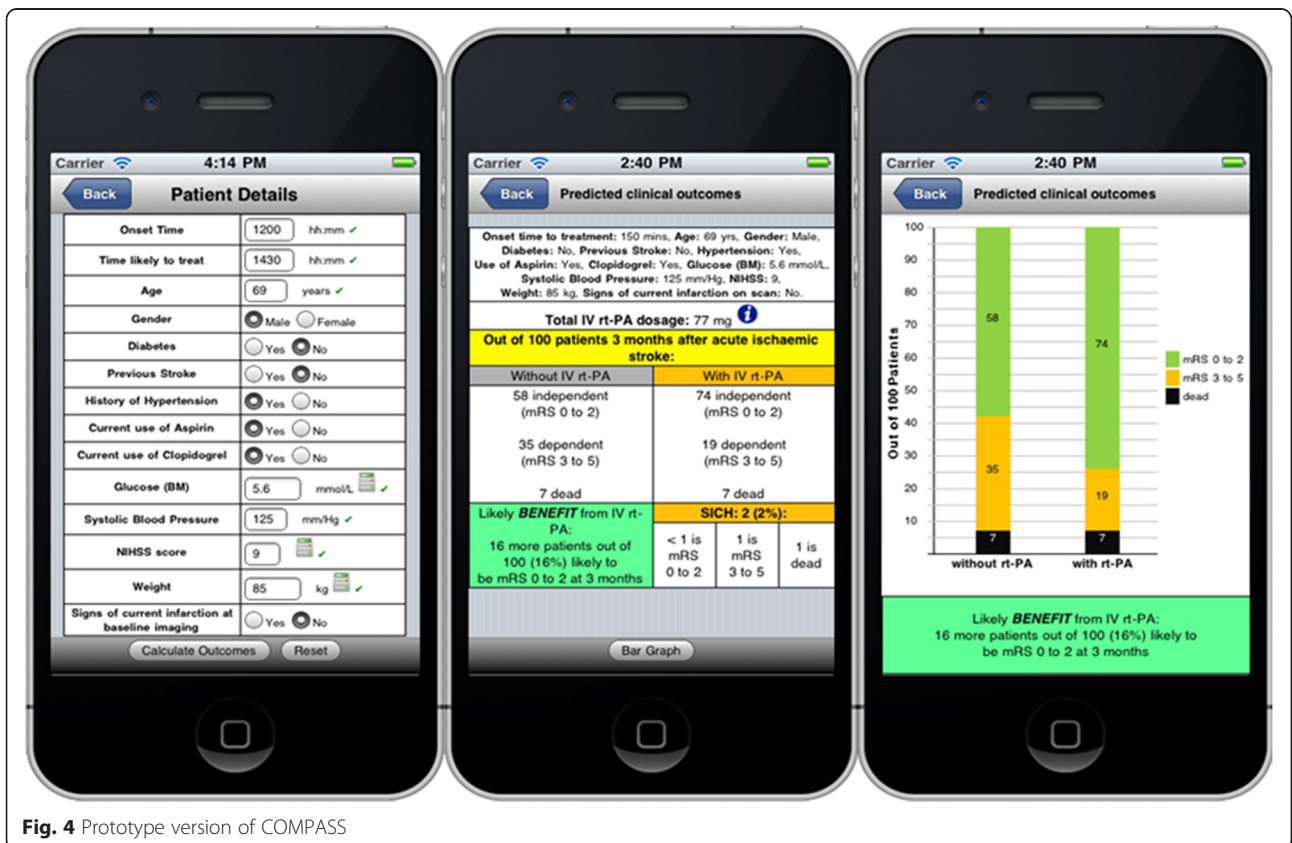 Carrier 4:14 PM
Back Patient Details
Onset Time 1200 hh:mm ✔
Time likely to treat 1430 hh:mm ✔
Age 69 years ✔
Gender Male Female
Diabetes Yes No
Previous Stroke Yes No
History of Hypertension Yes No
Current use of Aspirin Yes No
Current use of Clopidogrel Yes No
Glucose (BM) 5.6 mmol/L ✔
Systolic Blood Pressure 125 mm/Hg ✔
NIHSS score 9 ✔
Weight 85 kg ✔
Signs of current infarction at
baseline imaging Yes No
Calculate Outcomes Reset
Carrier 2:40 PM
Back Predicted clinical outcomes
Onset time to treatment: 150 mins, Age: 69 yrs, Gender: Male,
Diabetes: No, Previous Stroke: No, Hypertension: Yes,
Use of Aspirin: Yes, Clopidogrel: Yes, Glucose (BM): 5.6 mmol/L,
Systolic Blood Pressure: 125 mm/Hg, NIHSS: 9,
Weight: 85 kg, Signs of current infarction on scan: No.
Total IV rt-PA dosage: 77 mg i
Out of 100 patients 3 months after acute ischaemic
stroke:
Without IV rt-PA
58 independent
(mRS 0 to 2)
35 dependent
(mRS 3 to 5)
7 dead
With IV rt-PA
74 independent
(mRS 0 to 2)
19 dependent
(mRS 3 to 5)
7 dead
Likely BENEFIT from IV rt-
PA:
16 more patients out of
100 (16%) likely to
be mRS 0 to 2 at 3 months
SICH: 2 (2%):
< 1 is
mRS
0 to 2
1 is
mRS
3 to 5
1 is
dead
Bar Graph
Carrier 2:40 PM
Back Predicted clinical outcomes
Out of 100 Patients
100
90
80
70
60
50
40
30
20
10
58
35
7
74
19
7
without rt-PA with rt-PA
mRS 0 to 2
mRS 3 to 5
dead
Likely BENEFIT from IV rt-PA:
16 more patients out of 100 (16%) likely to
be mRS 0 to 2 at 3 months
Fig. 4 Prototype version of COMPASS